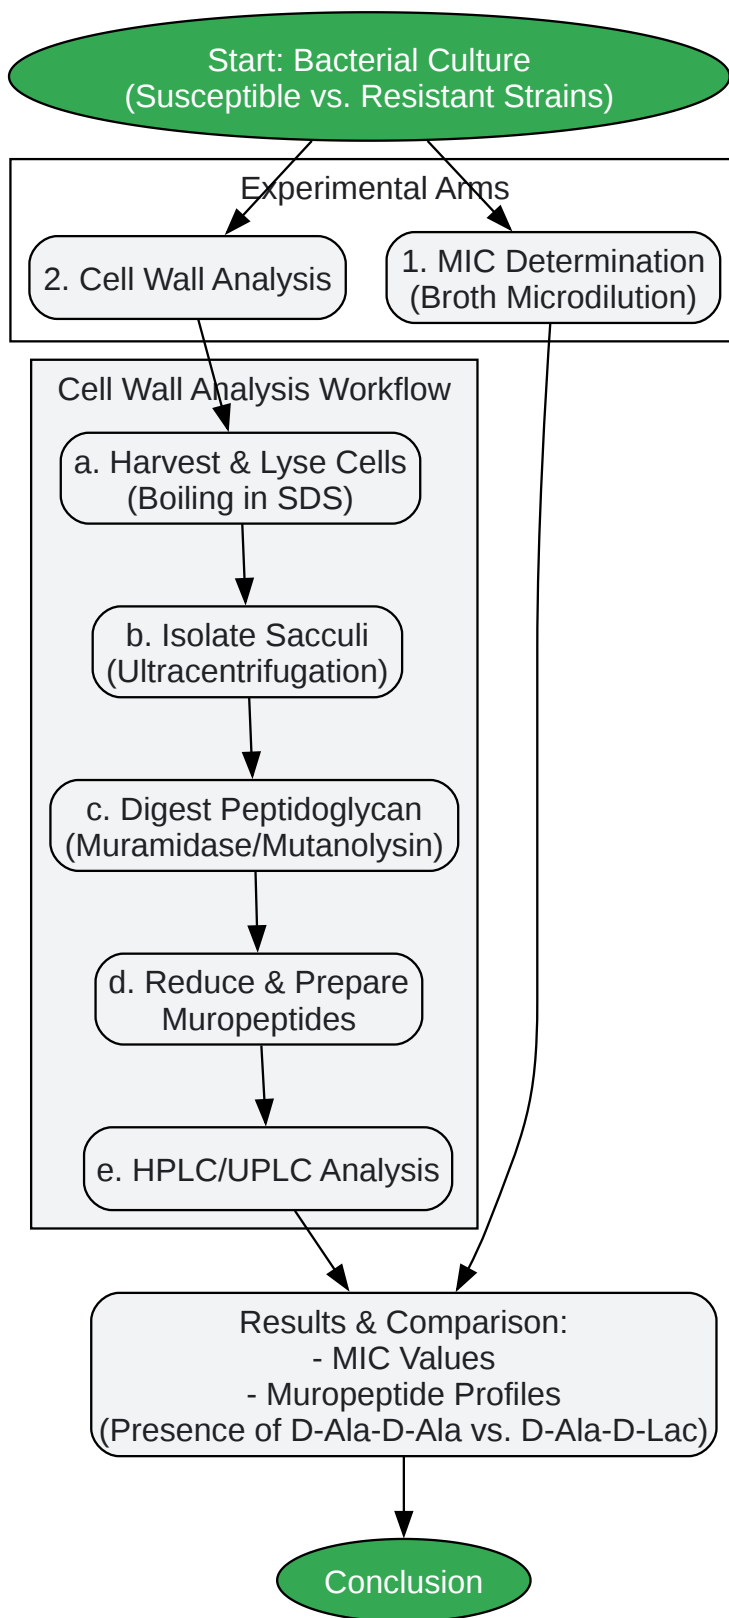 Start: Bacterial Culture
(Susceptible vs. Resistant Strains)
Experimental Arms
2. Cell Wall Analysis
1. MIC Determination
(Broth Microdilution)
Cell Wall Analysis Workflow
a. Harvest & Lyse Cells
(Boiling in SDS)
b. Isolate Sacculi
(Ultracentrifugation)
c. Digest Peptidoglycan
(Muramidase/Mutanolysin)
d. Reduce & Prepare
Muropeptides
e. HPLC/UPLC Analysis
Results & Comparison:
- MIC Values
- Muropeptide Profiles
(Presence of D-Ala-D-Ala vs. D-Ala-D-Lac)
Conclusion